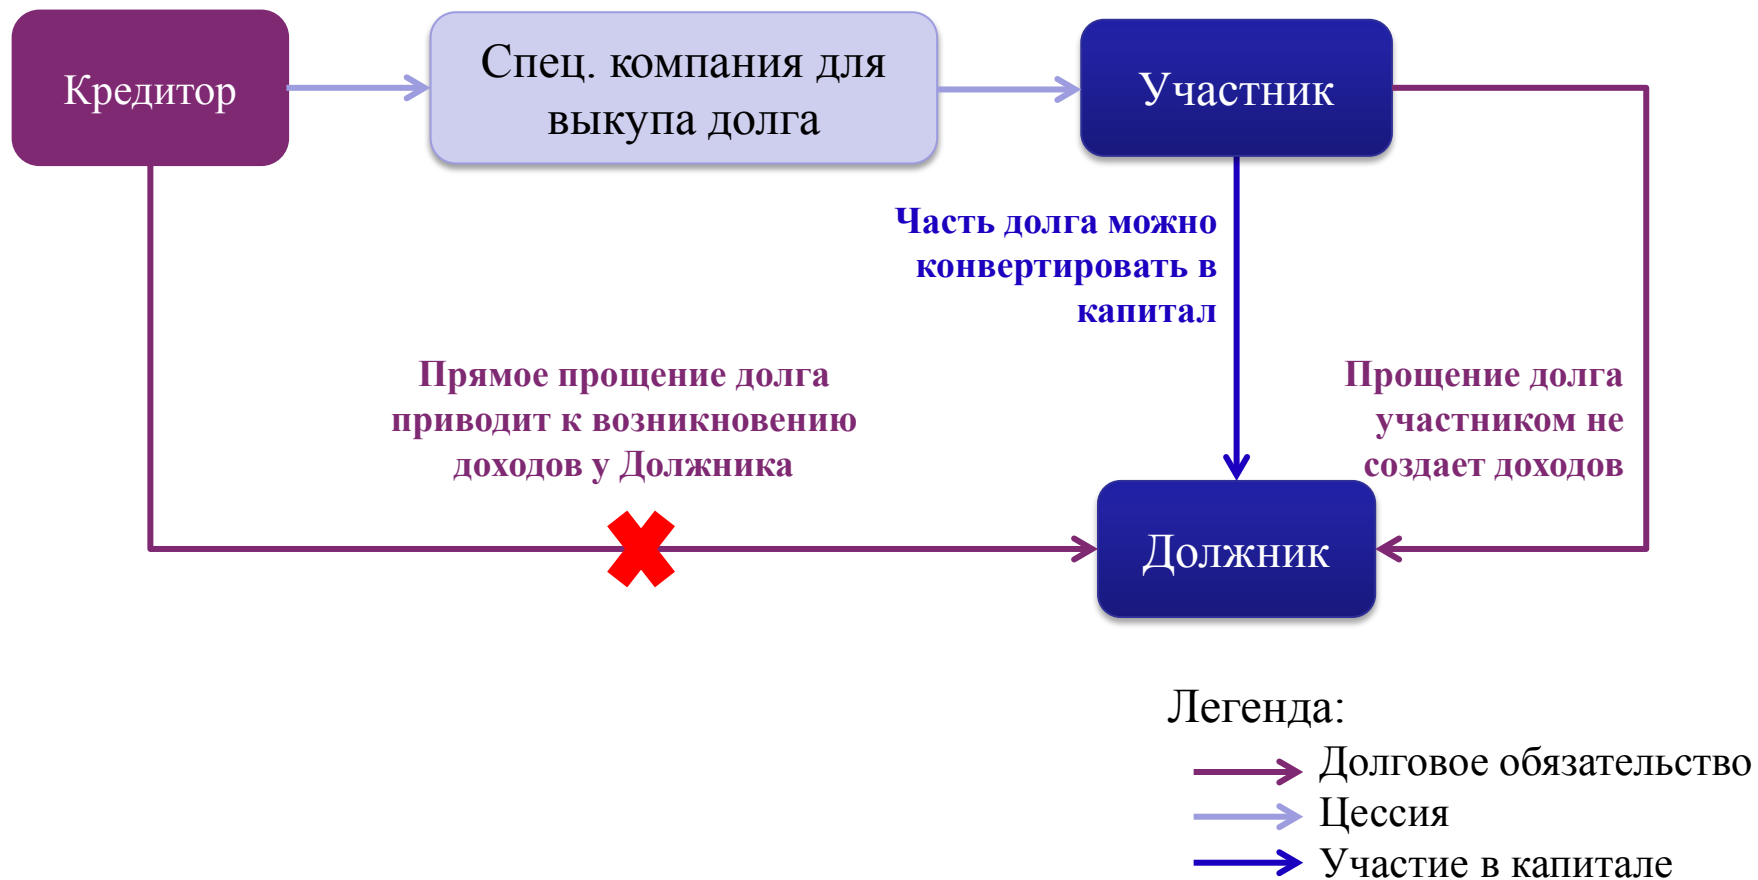 Кредитор
Спец. компания для
выкупа долга
Участник
Часть долга можно
конвертировать в
капитал
Прямое прощение долга
приводит к возникновению
доходов у Должника
Прощение долга
участником не
создает доходов
Должник
Легенда:
Долговое обязательство
Цессия
Участие в капитале